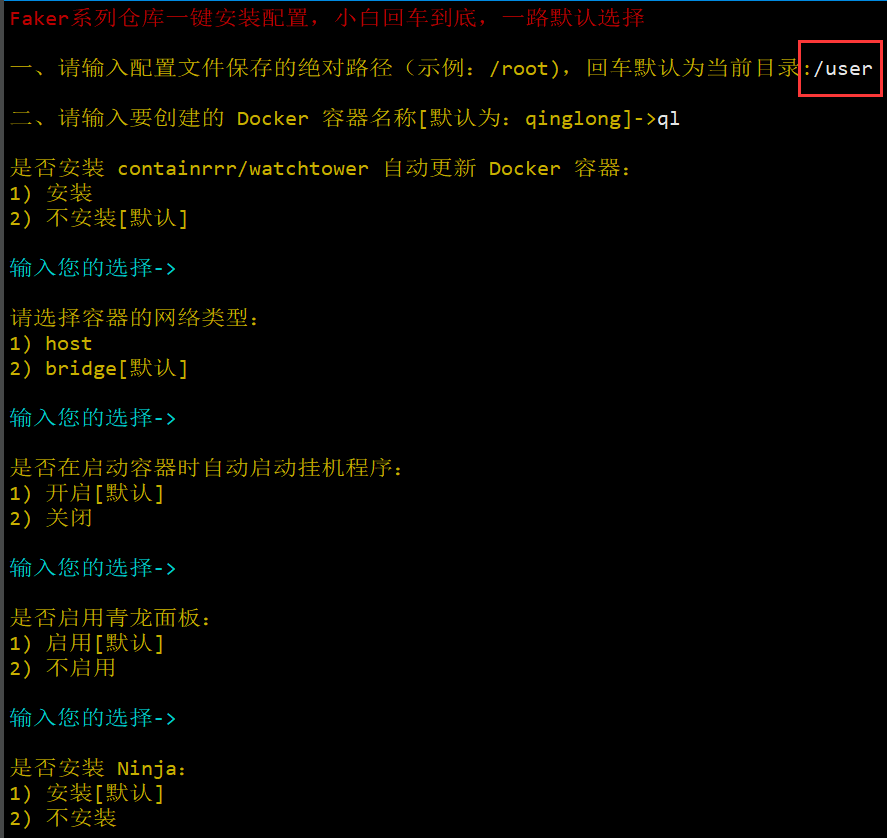 Faker系列仓库一键安装配置，小白回车到底，一路默认选择
一、请输入配置文件保存的绝对路径（示例：/root)，回车默认为当前目录:/user
二、请输入要创建的 Docker 容器名称[默认为：qinglong]->ql
是否安装 containrrr/watchtower 自动更新 Docker 容器：
1) 安装
2) 不安装[默认]
输入您的选择->
请选择容器的网络类型：
1) host
2) bridge[默认]
输入您的选择->
是否在启动容器时自动启动挂机程序：
1) 开启[默认]
2) 关闭
输入您的选择->
是否启用青龙面板：
1) 启用[默认]
2) 不启用
输入您的选择->
是否安装 Ninja：
1) 安装[默认]
2) 不安装